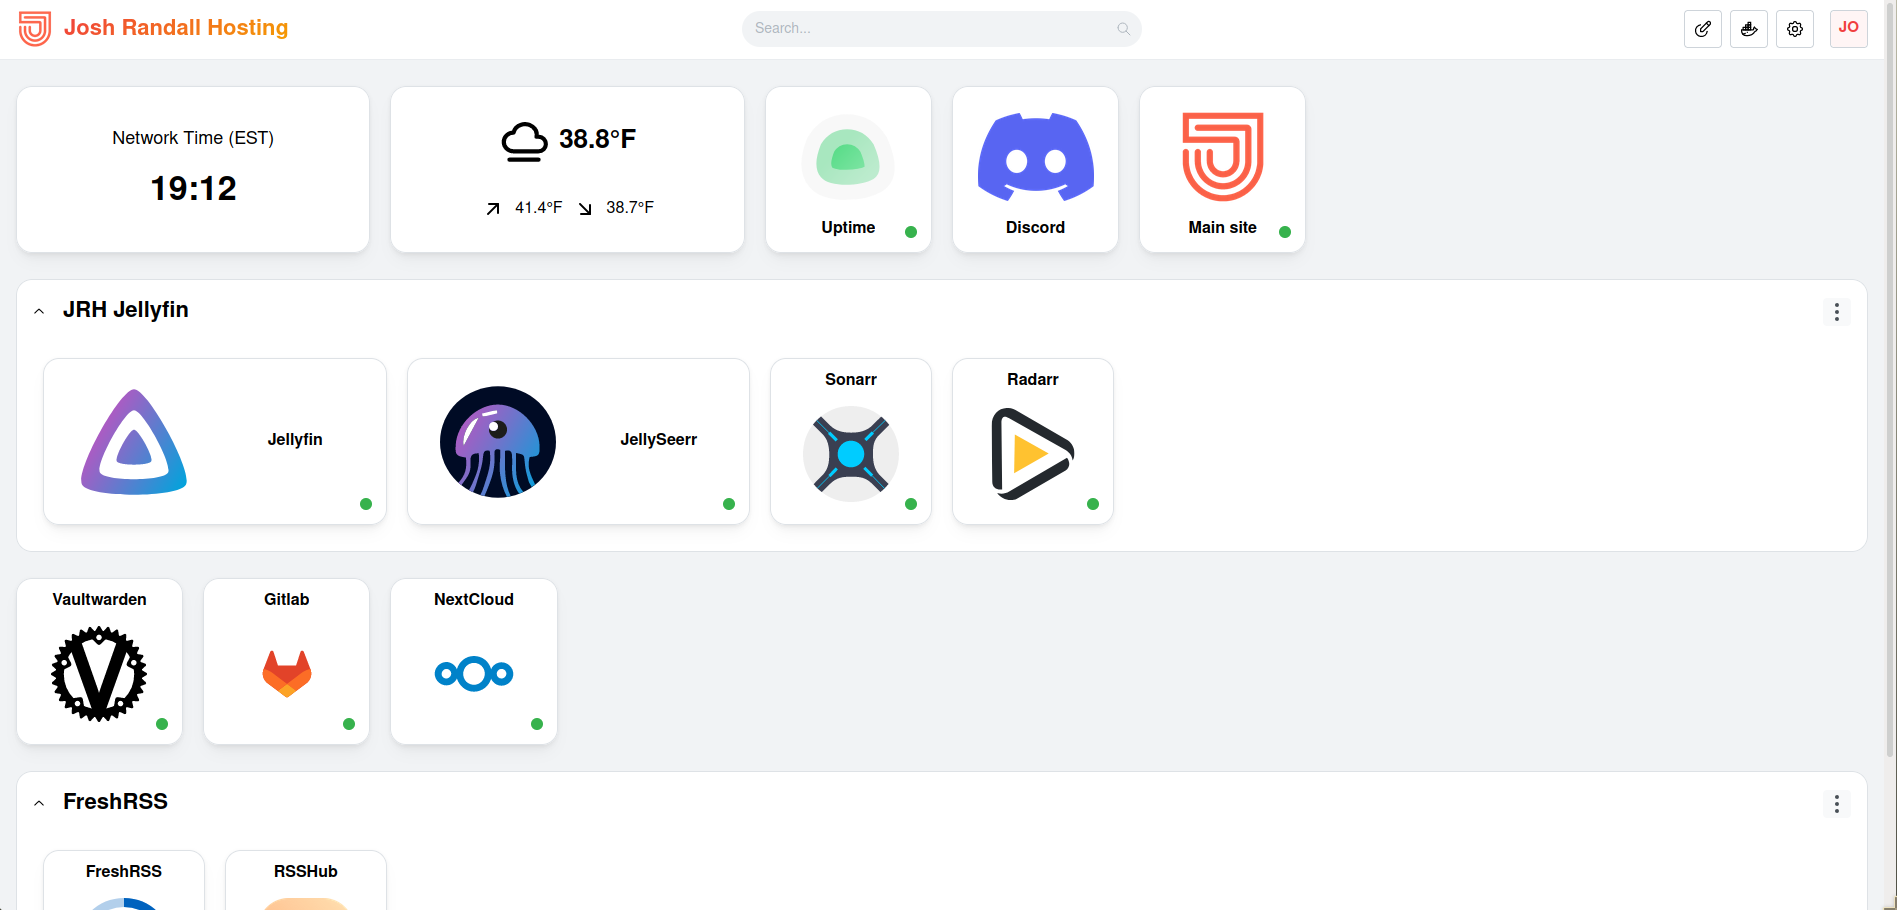 Josh Randall Hosting
Search...
JO
Network Time (EST)
19:12
38.8°F
41.4°F 38.7°F
Uptime
Discord
Main site
JRH Jellyfin
Jellyfin
JellySeerr
Sonarr
Radarr
Vaultwarden
Gitlab
NextCloud
FreshRSS
FreshRSS
RSSHub